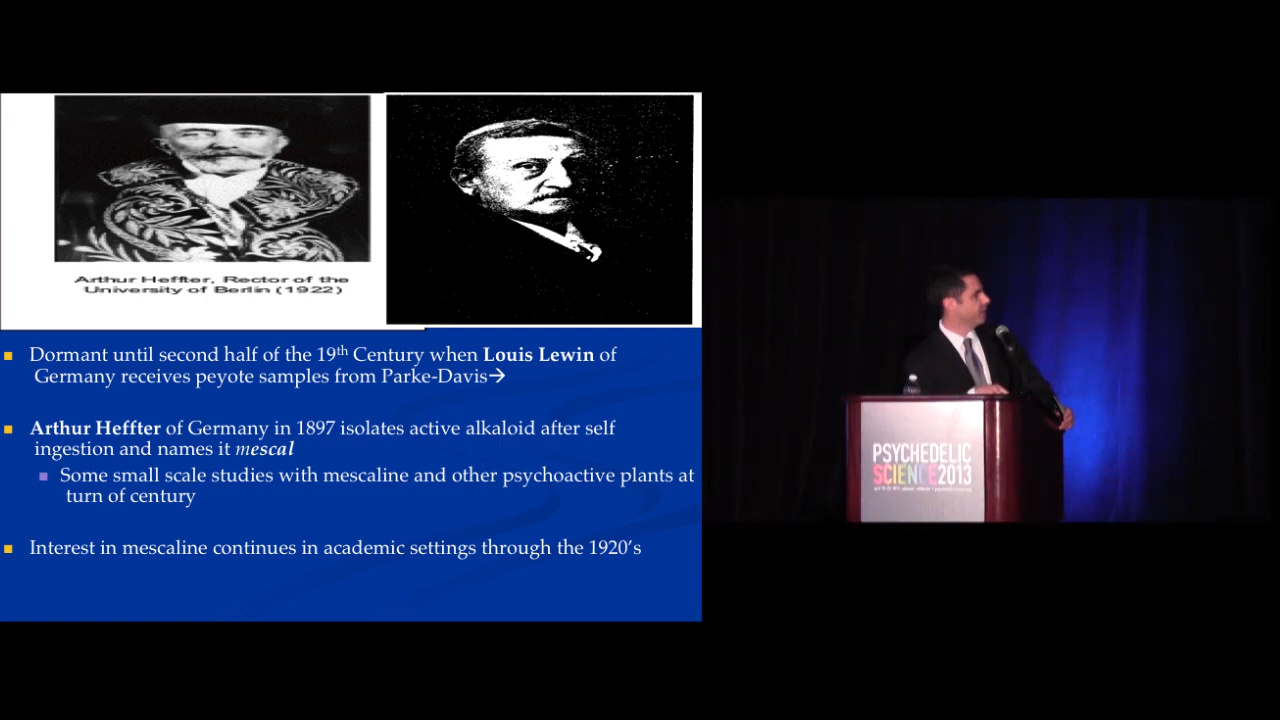 Arthur Heffter, Rector of the
University of Berlin (1922)
Dormant until second half of the 19th Century when Louis Lewin of
Germany receives peyote samples from Parke-Davis→
Arthur Heffter of Germany in 1897 isolates active alkaloid after self
ingestion and names it mescal
Some small scale studies with mescaline and other psychoactive plants at
turn of century
Interest in mescaline continues in academic settings through the 1920's
PSYCHEDELIC
SCIENCE2013